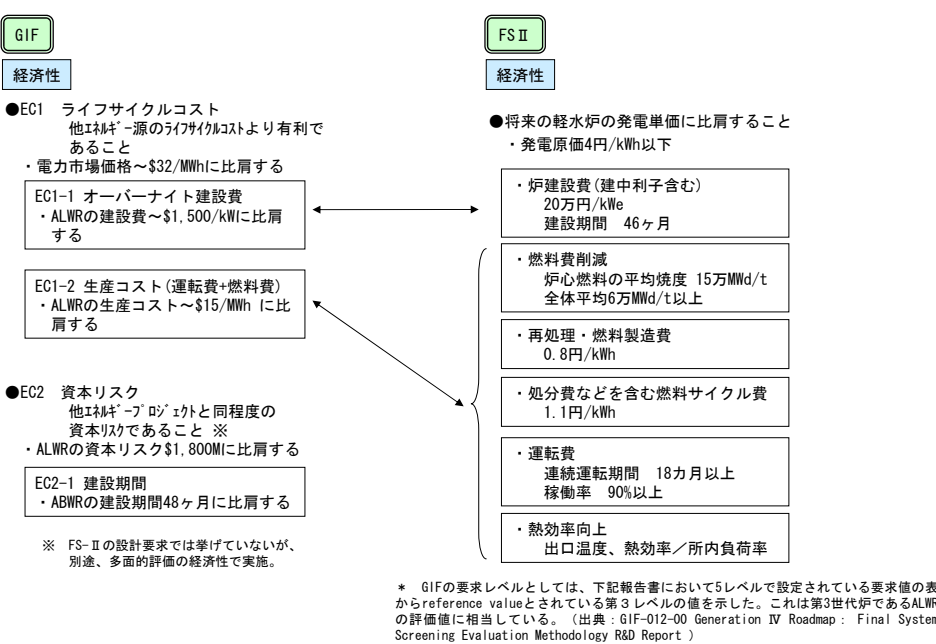 GIF
経済性
●EC1　ライフサイクルコスト
他ｴﾈﾙｷﾞｰ源のﾗｲﾌｻｲｸﾙｺｽﾄより有利で
あること
・電力市場価格～$32/MWhに比肩する
EC1-1 オーバーナイト建設費
・ALWRの建設費～$1,500/kWに比肩
する
EC1-2 生産コスト(運転費+燃料費)
・ALWRの生産コスト～$15/MWh に比
肩する
●EC2　資本リスク
他ｴﾈﾙｷﾞｰﾌﾟﾛｼﾞｪｸﾄと同程度の
資本ﾘｽｸであること ※
・ALWRの資本リスク$1,800Mに比肩する
EC2-1 建設期間
・ABWRの建設期間48ヶ月に比肩する
※　FS-Ⅱの設計要求では挙げていないが、
別途、多面的評価の経済性で実施。
FSⅡ
経済性
●将来の軽水炉の発電単価に比肩すること
・発電原価4円/kWh以下
・炉建設費(建中利子含む)
20万円/kWe
建設期間　46ヶ月
・燃料費削減
炉心燃料の平均焼度 15万MWd/t
全体平均6万MWd/t以上
・再処理・燃料製造費
0.8円/kWh
・処分費などを含む燃料サイクル費
1.1円/kWh
・運転費
連続運転期間　18カ月以上
稼働率　90%以上
・熱効率向上
出口温度、熱効率／所内負荷率
*　GIFの要求レベルとしては、下記報告書において5レベルで設定されている要求値の表
からreference valueとされている第３レベルの値を示した。これは第3世代炉であるALWR
の評価値に相当している。（出典：GIF-012-00 Generation Ⅳ Roadmap： Final System
Screening Evaluation Methodology R&D Report ）